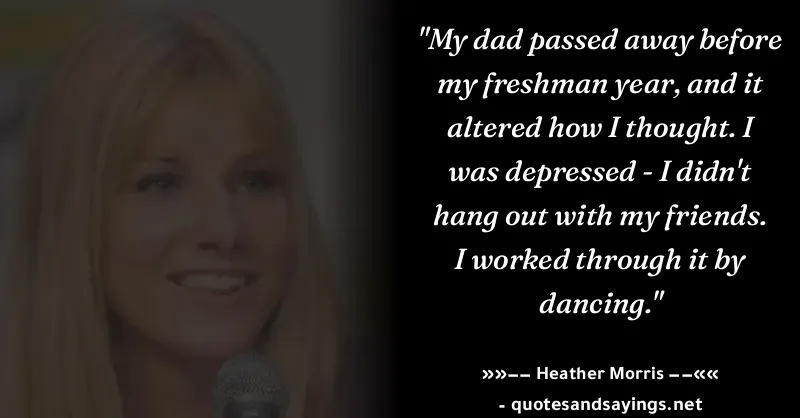 "My dad passed away before
my freshman year, and it
altered how I thought. I
was depressed - I didn't
hang out with my friends.
I worked through it by
dancing."
»»–– Heather Morris ––««
- quotesandsayings.net